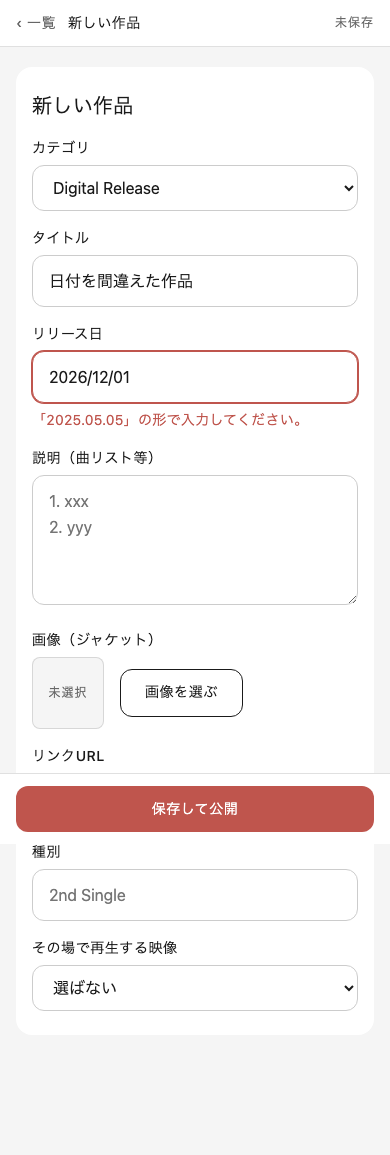 ‹ 一覧 新しい作品 未保存
新しい作品
カテゴリ
Digital Release
タイトル
日付を間違えた作品
リリース日
2026/12/01
「2025.05.05」の形で入力してください。
説明（曲リスト等）
1. xxx
2. yyy
画像（ジャケット）
未選択 画像を選ぶ
リンクURL
保存して公開
種別
2nd Single
その場で再生する映像
選ばない